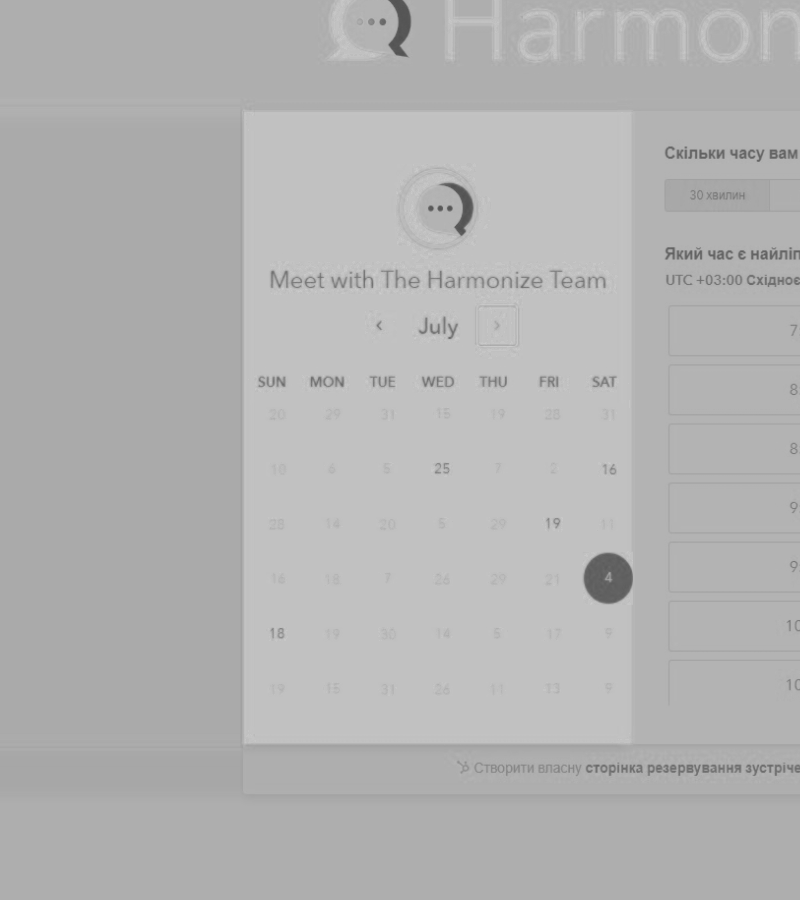 Harmon
Meet with The Harmonize Team
July
SUN MON TUE WED THU FRI SAT
20 29 31 15 19 28 31
10 6 5 25 7 2 16
28 14 20 5 29 19 11
16 18 7 26 29 21 4
18 19 30 14 5 17 9
19 15 31 26 11 13 9
Скільки часу вам
30 хвилин
Який час є найліп
UTC +03:00 Східноє
7
8
8
9
9
10
10
Створити власну сторінка резервування зустріче